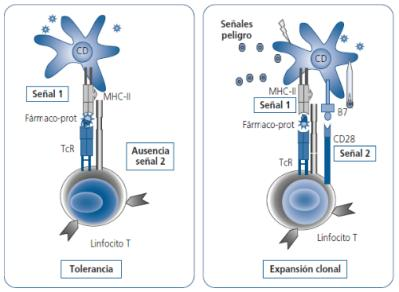 CD
Señal 1
MHC-II
Fármaco-prot
TcR
Ausencia
señal 2
Linfocito T
Tolerancia
Señales
peligro
CD
MHC-II
B7
Señal 1
Fármaco-prot
CD28
TcR
Señal 2
Linfocito T
Expansión clonal